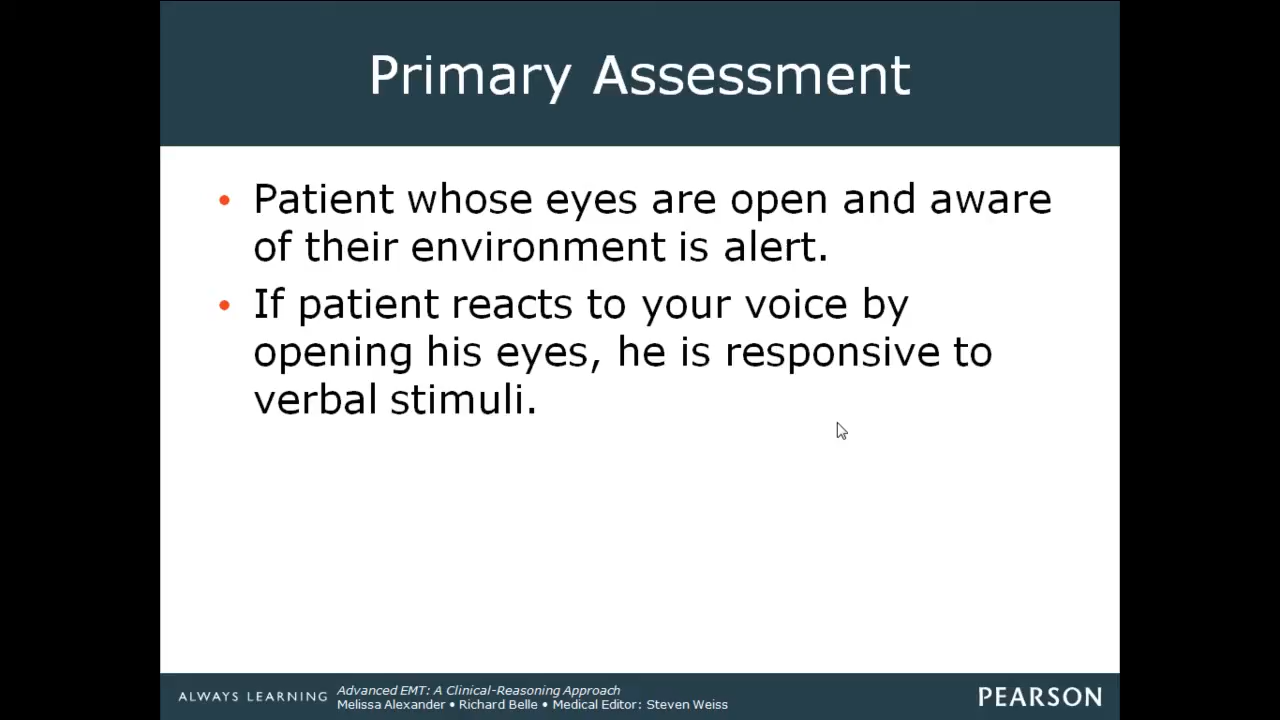 Primary Assessment
• Patient whose eyes are open and aware
of their environment is alert.
• If patient reacts to your voice by
opening his eyes, he is responsive to
verbal stimuli.
ALWAYS LEARNING
Advanced EMT: A Clinical-Reasoning Approach
Melissa Alexander • Richard Belle • Medical Editor: Steven Weiss
PEARSON